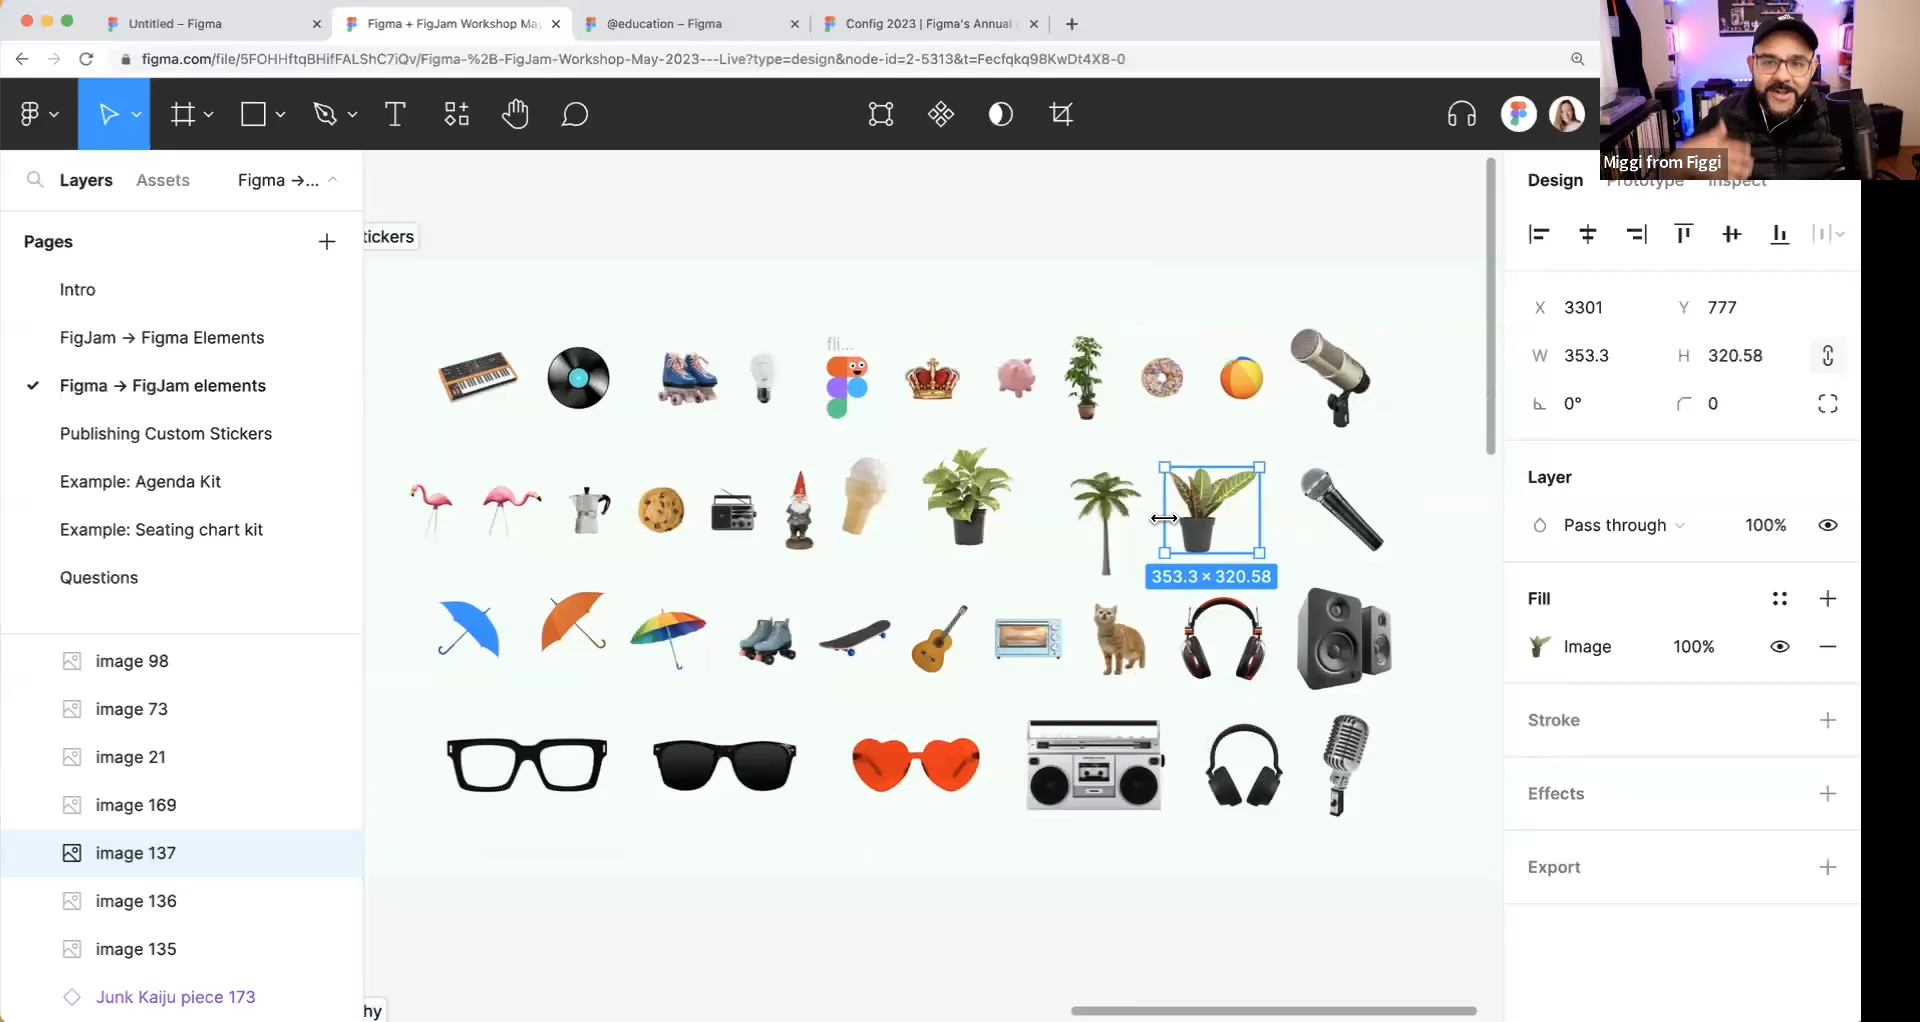 Untitled – Figma
Figma + FigJam Workshop May
@education – Figma
Config 2023 | Figma's Annual
figma.com/file/5FOHHftqBHifFALShC7iQv/Figma-%2B-FigJam-Workshop-May-2023---Live?type=design&node-id=2-5313&t=Fecfqkq98KwDt4X8-0
Miggi from Figgi
Layers
Assets
Figma →...
Design
Prototype
Inspect
Pages
Intro
FigJam → Figma Elements
Figma → FigJam elements
Publishing Custom Stickers
Example: Agenda Kit
Example: Seating chart kit
Questions
image 98
image 73
image 21
image 169
image 137
image 136
image 135
Junk Kaiju piece 173
tickers
fli...
353.3 × 320.58
hy
X 3301 Y 777
W 353.3 H 320.58
0° 0
Layer
Pass through 100%
Fill
Image 100%
Stroke
Effects
Export